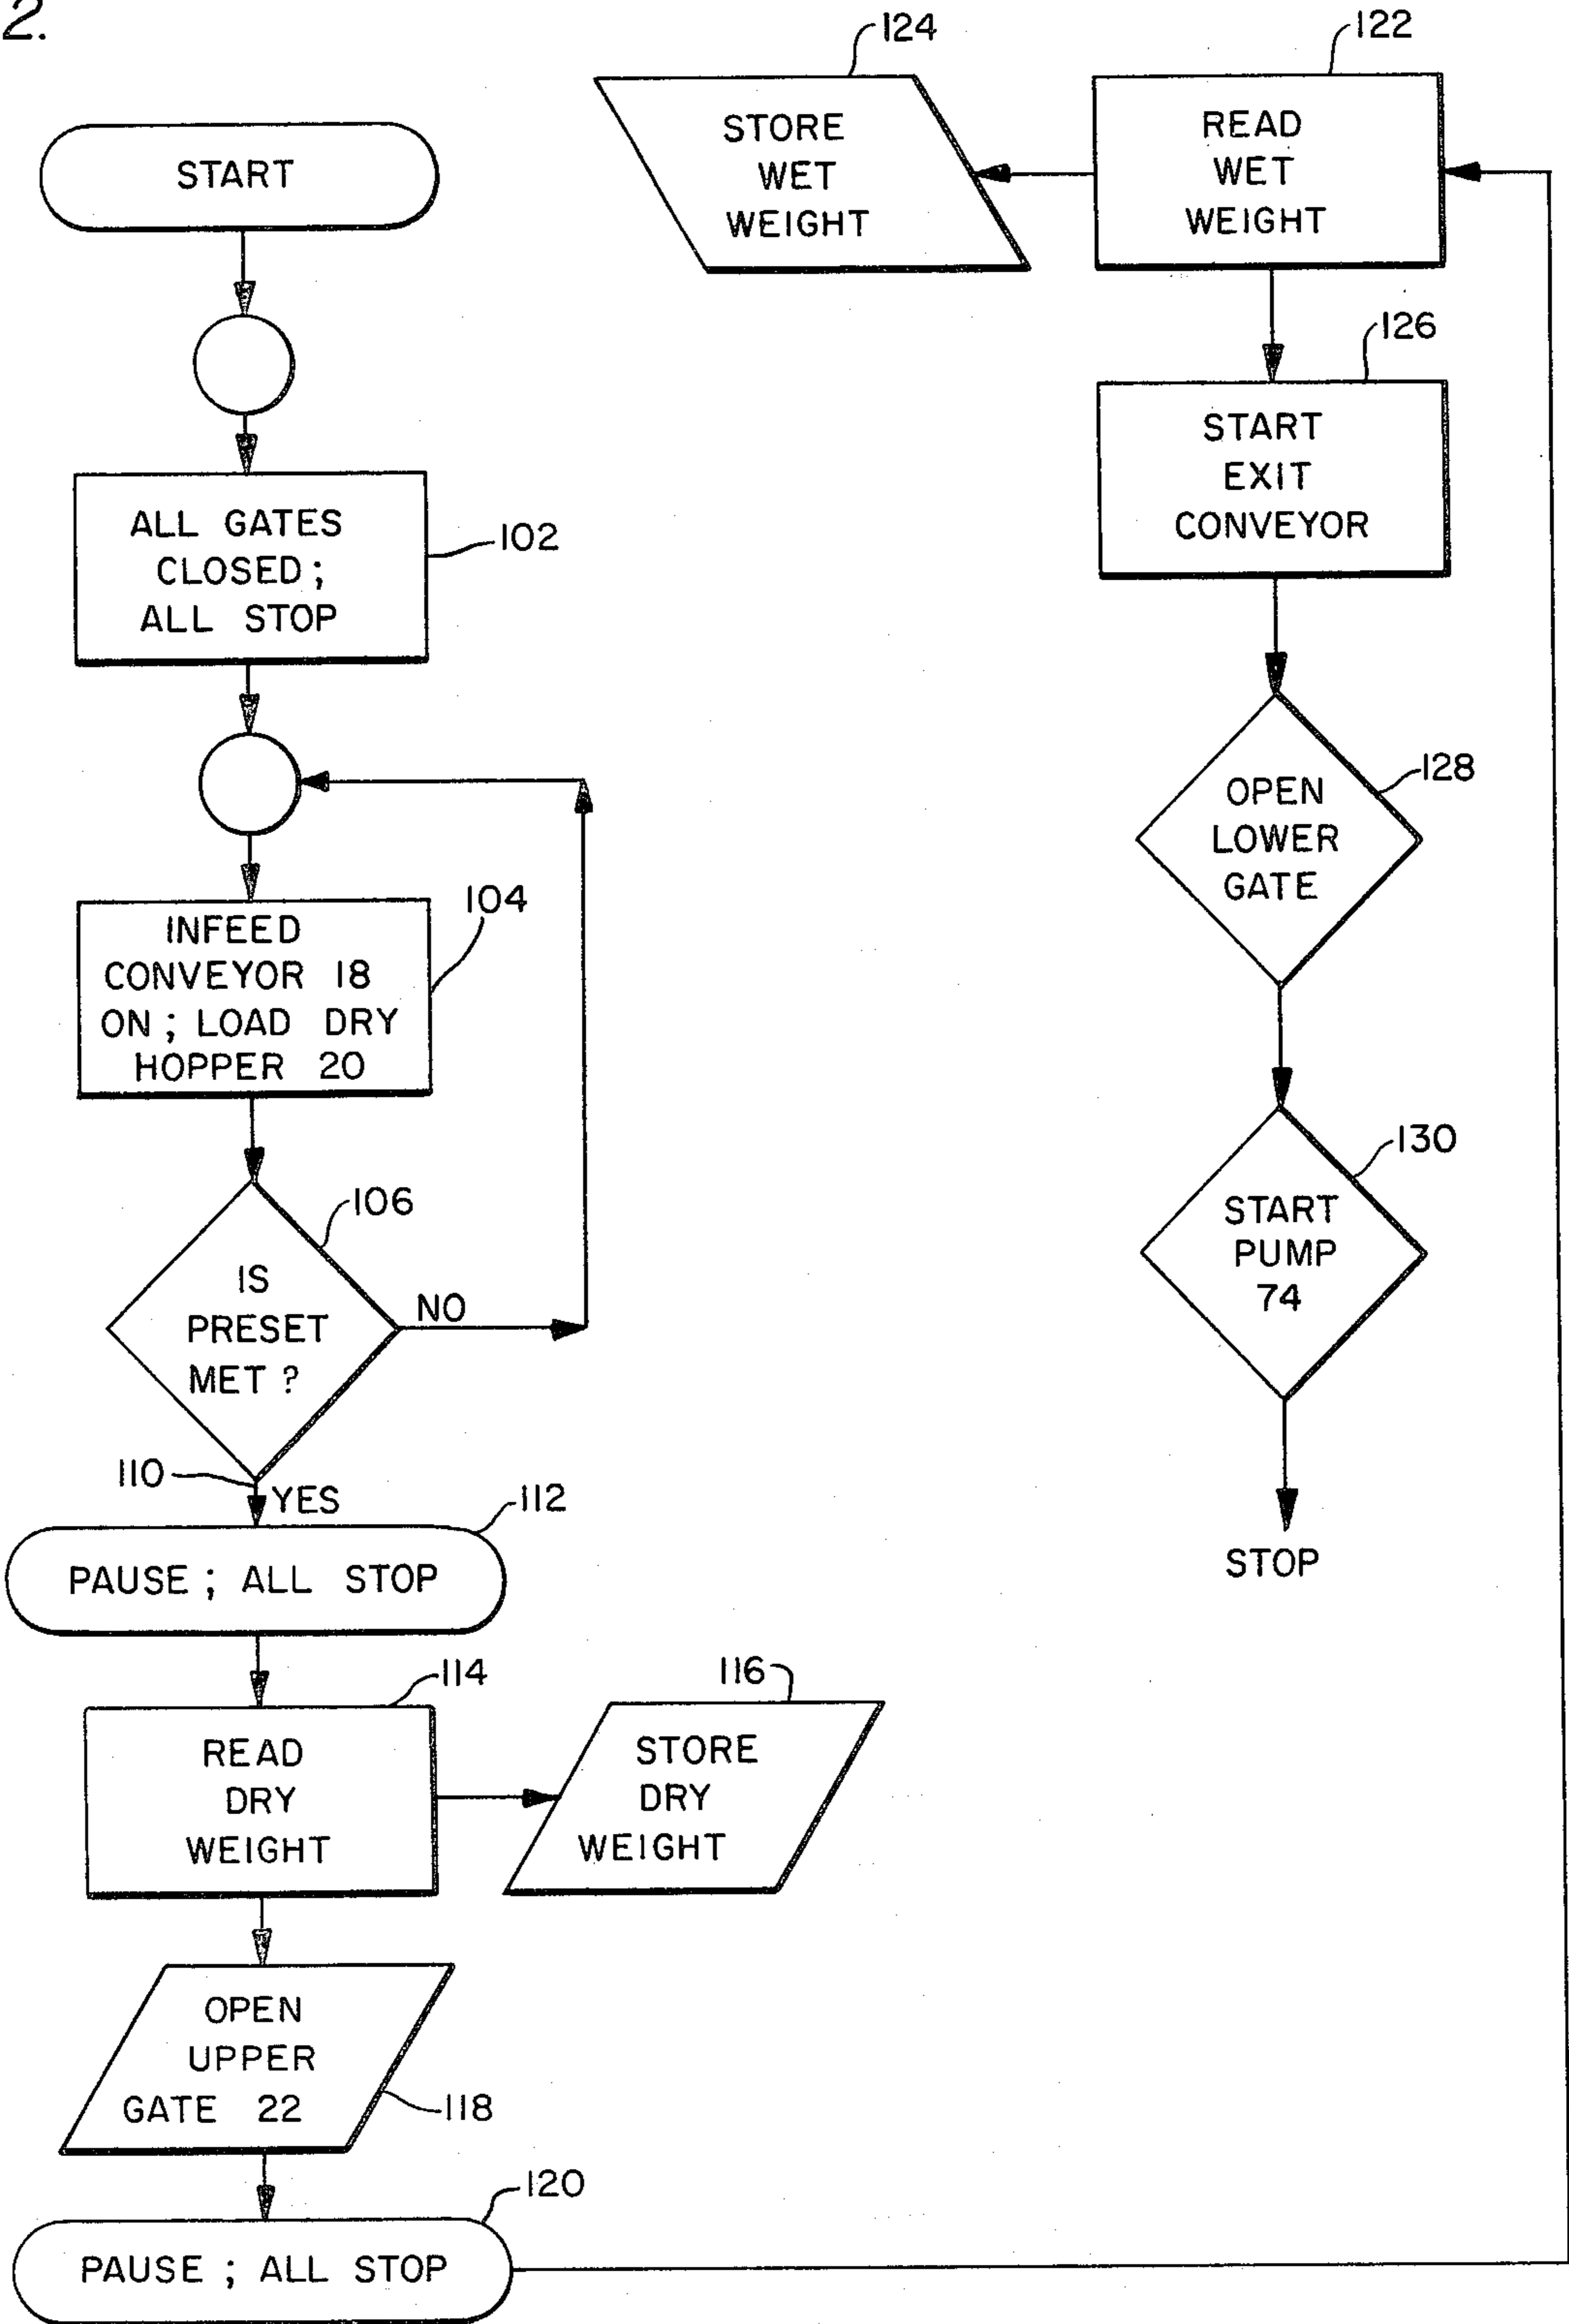 2.
START
ALL GATES
CLOSED ;
ALL STOP
102
INFEED
CONVEYOR 18
ON ; LOAD DRY
HOPPER 20
104
IS
PRESET
MET ?
106
NO
110
YES
112
PAUSE ; ALL STOP
114
READ
DRY
WEIGHT
116
STORE
DRY
WEIGHT
OPEN
UPPER
GATE 22
118
120
PAUSE ; ALL STOP
122
READ
WET
WEIGHT
124
STORE
WET
WEIGHT
126
START
EXIT
CONVEYOR
128
OPEN
LOWER
GATE
130
START
PUMP
74
STOP